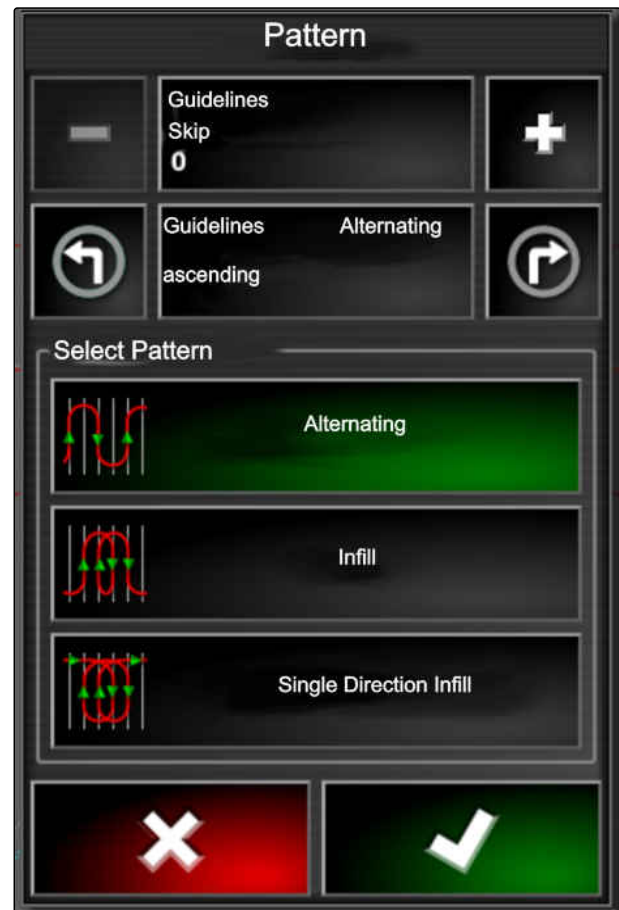 Pattern
Guidelines
Skip
0
Guidelines Alternating
ascending
Select Pattern
Alternating
Infill
Single Direction Infill